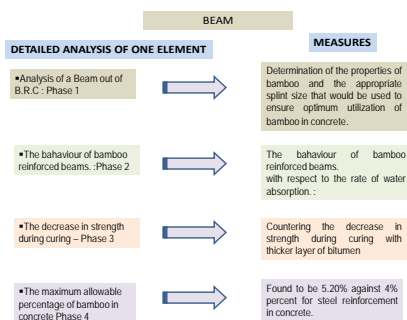 BEAM
DETAILED ANALYSIS OF ONE ELEMENT
MEASURES
▪Analysis of a Beam out of
B.R.C : Phase 1
Determination of the properties of
bamboo and the appropriate
splint size that would be used to
ensure optimum utilization of
bamboo in concrete.
▪The bahaviour of bamboo
reinforced beams. :Phase 2
The bahaviour of bamboo
reinforced beams.
with respect to the rate of water
absorption. :
▪The decrease in strength
during curing – Phase 3
Countering the decrease in
strength during curing with
thicker layer of bitumen
▪The maximum allowable
percentage of bamboo in
concrete Phase 4
Found to be 5.20% against 4%
percent for steel reinforcement
in concrete.